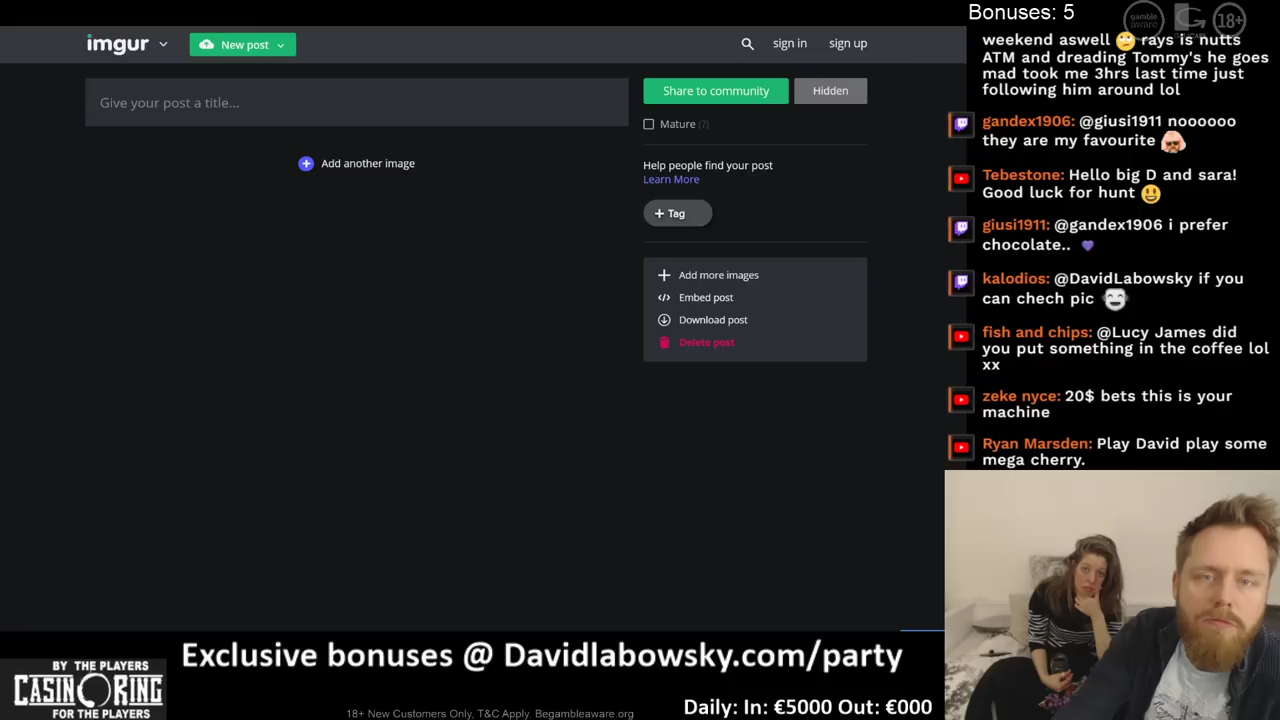 Bonuses: 5
gamble aware
18+
imgur
New post
sign in
sign up
weekend aswell rays is nutts
ATM and dreading Tommy's he goes
mad took me 3hrs last time just
following him around lol
Give your post a title...
Share to community
Hidden
Mature (?)
Add another image
Help people find your post
Learn More
+ Tag
Add more images
Embed post
Download post
Delete post
gandex1906: @giusi1911 noooooo
they are my favourite
Tebestone: Hello big D and sara!
Good luck for hunt
giusi1911: @gandex1906 i prefer
chocolate..
kalodios: @DavidLabowsky if you
can chech pic
fish and chips: @Lucy James did
you put something in the coffee lol
xx
zeke nyce: 20$ bets this is your
machine
Ryan Marsden: Play David play some
mega cherry.
Exclusive bonuses @ Davidlabowsky.com/party
BY THE PLAYERS
CASINO RING
FOR THE PLAYERS
18+ New Customers Only, T&C Apply. Begambleaware.org
Daily: In: €5000 Out: €000